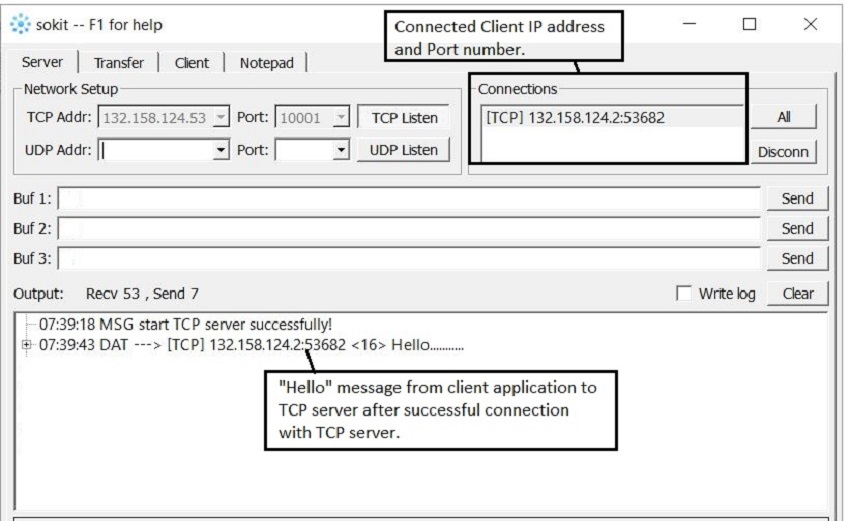 sokit -- F1 for help
Connected Client IP address
and Port number.
Server Transfer Client Notepad
Network Setup
Connections
TCP Addr: 132.158.124.53 Port: 10001 TCP Listen
[TCP] 132.158.124.2:53682 All
UDP Addr: Port: UDP Listen
Disconn
Buf 1: Send
Buf 2: Send
Buf 3: Send
Output: Recv 53 , Send 7 Write log Clear
07:39:18 MSG start TCP server successfully!
07:39:43 DAT ---> [TCP] 132.158.124.2:53682 <16> Hello...........
"Hello" message from client application to
TCP server after successful connection
with TCP server.